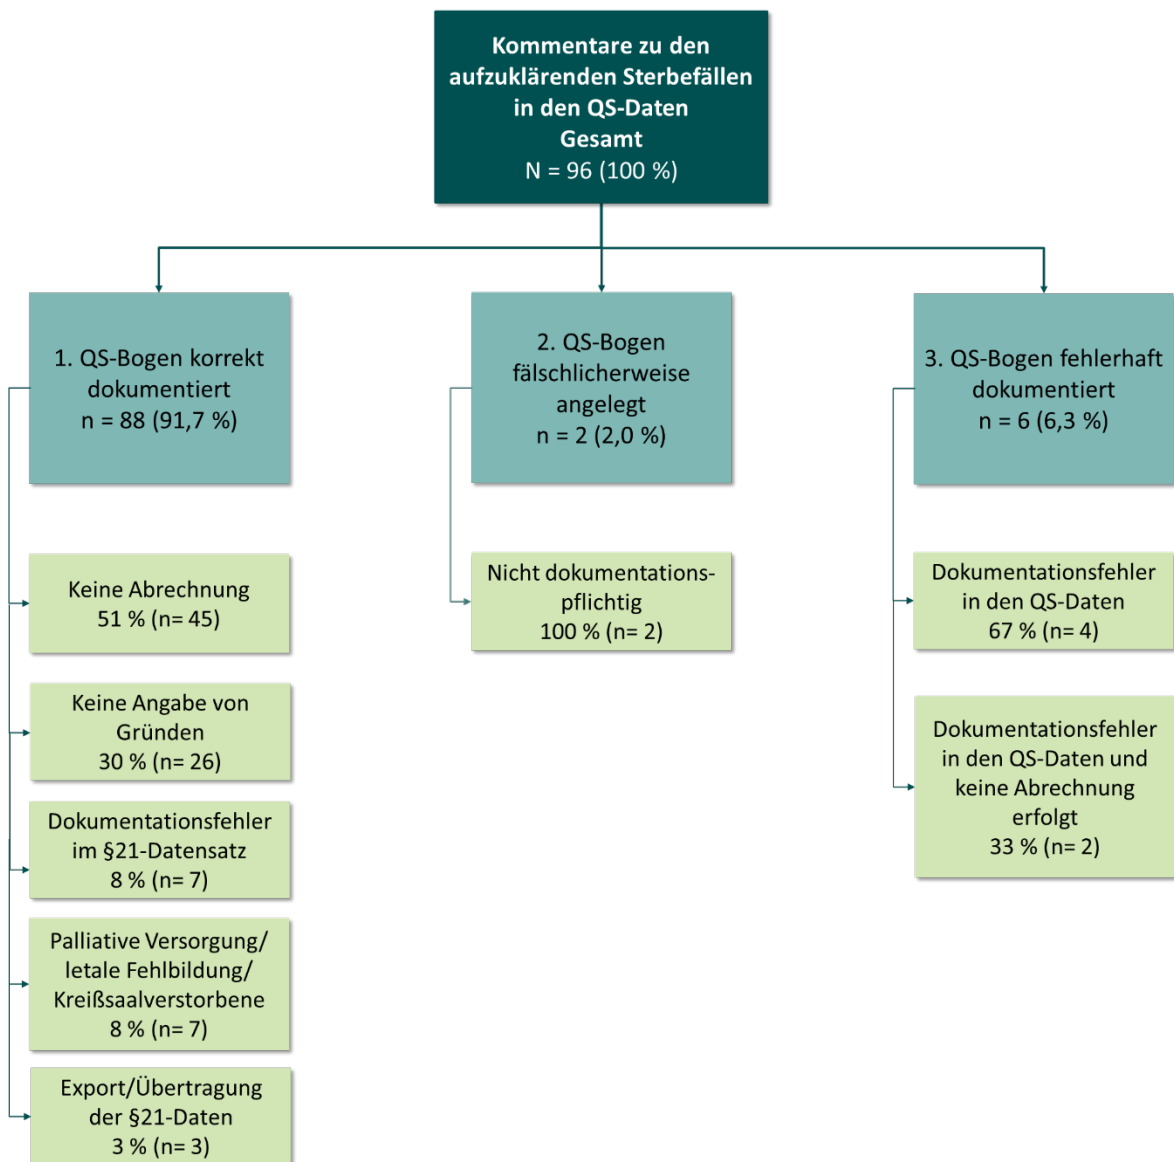 Kommentare zu den
aufzuklärenden Sterbefällen
in den QS-Daten
Gesamt
N = 96 (100 %)
1. QS-Bogen korrekt
dokumentiert
n = 88 (91,7 %)
2. QS-Bogen
fälschlicherweise
angelegt
n = 2 (2,0 %)
3. QS-Bogen fehlerhaft
dokumentiert
n = 6 (6,3 %)
Keine Abrechnung
51 % (n= 45)
Keine Angabe von
Gründen
30 % (n= 26)
Dokumentationsfehler
im §21-Datensatz
8 % (n= 7)
Palliative Versorgung/
letale Fehlbildung/
Kreißsaalverstorbene
8 % (n= 7)
Export/Übertragung
der §21-Daten
3 % (n= 3)
Nicht dokumentations-
pflichtig
100 % (n= 2)
Dokumentationsfehler
in den QS-Daten
67 % (n= 4)
Dokumentationsfehler
in den QS-Daten und
keine Abrechnung
erfolgt
33 % (n= 2)